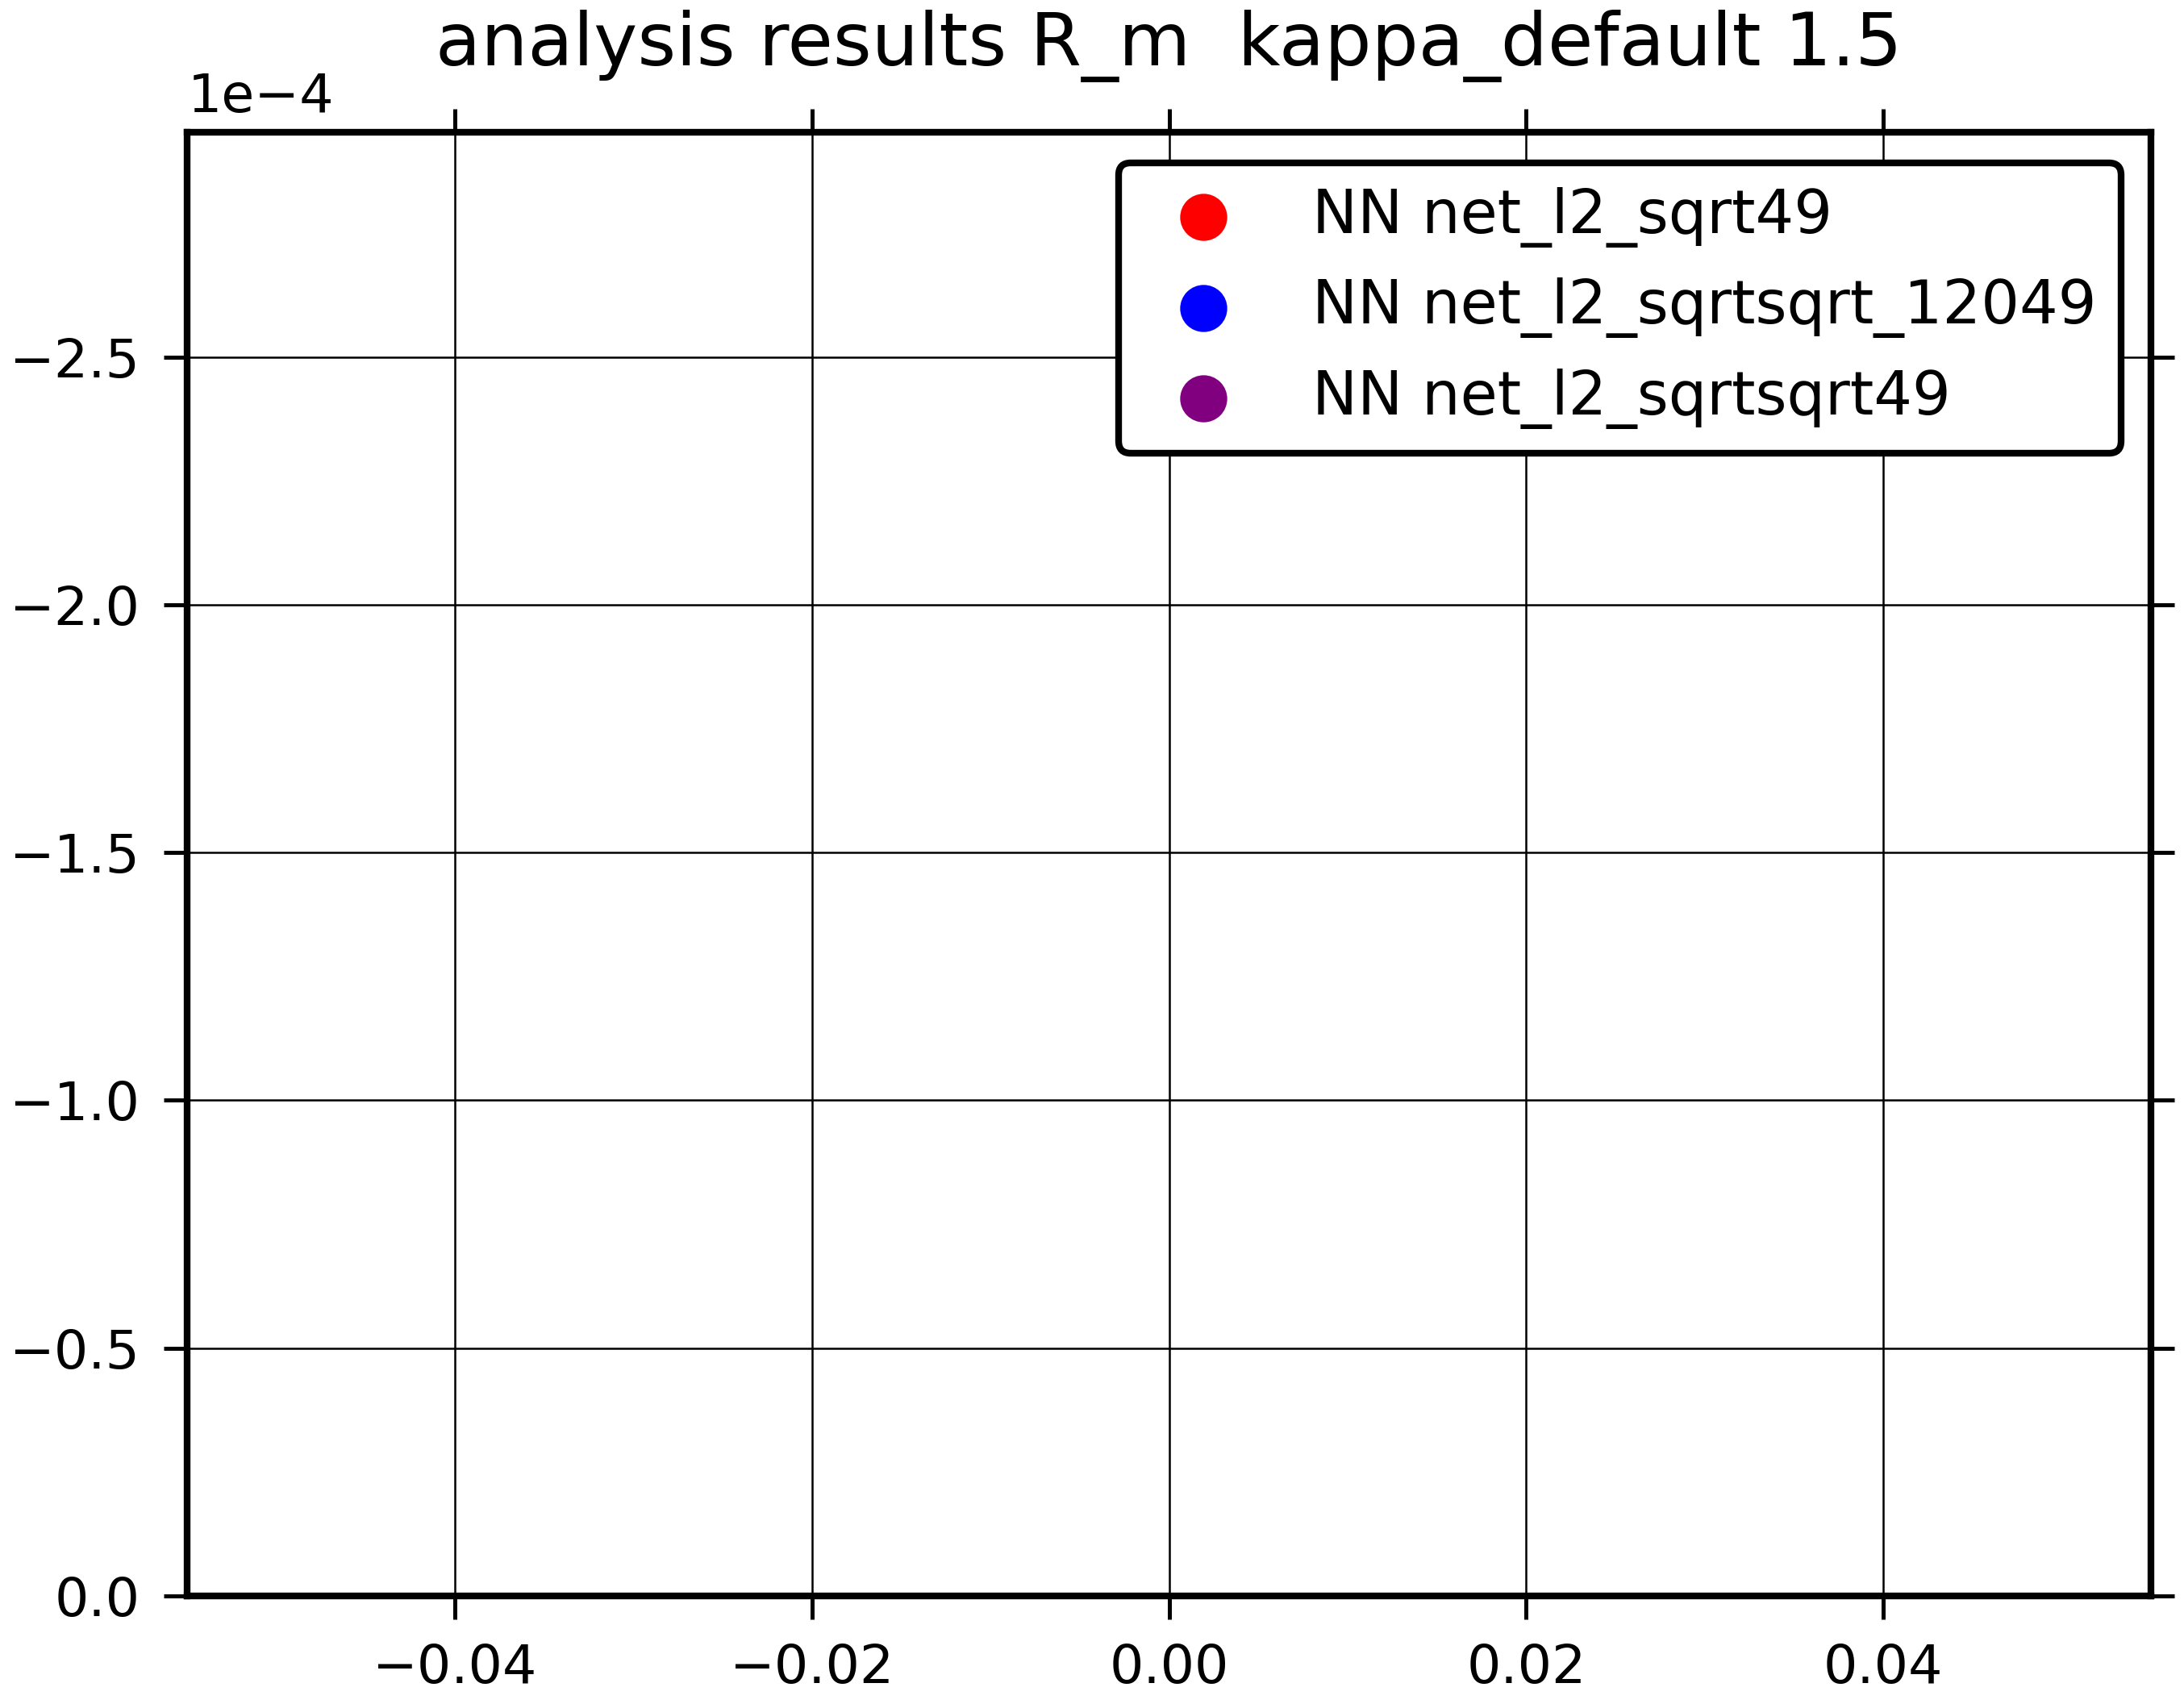 analysis results R_m  kappa_default 1.5
1e−4
NN net_l2_sqrt49
NN net_l2_sqrtsqrt_12049
NN net_l2_sqrtsqrt49
−2.5
−2.0
−1.5
−1.0
−0.5
0.0
−0.04
−0.02
0.00
0.02
0.04